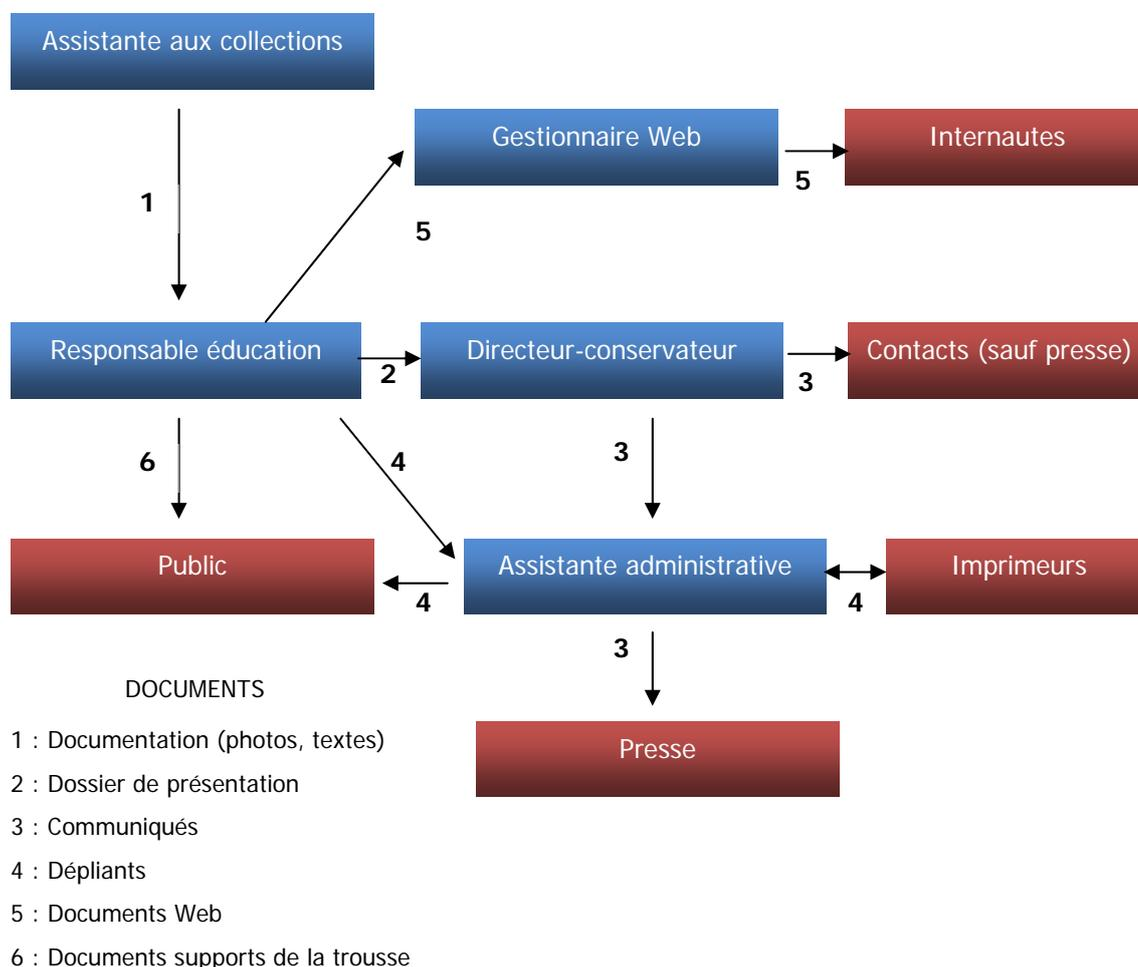 Assistante aux collections
Gestionnaire Web
Internautes
5
1
5
Responsable éducation
Directeur-conservateur
Contacts (sauf presse)
2
3
6
4
3
Public
Assistante administrative
Imprimeurs
4
4
3
DOCUMENTS
Presse
1 : Documentation (photos, textes)
2 : Dossier de présentation
3 : Communiqués
4 : Dépliants
5 : Documents Web
6 : Documents supports de la trousse